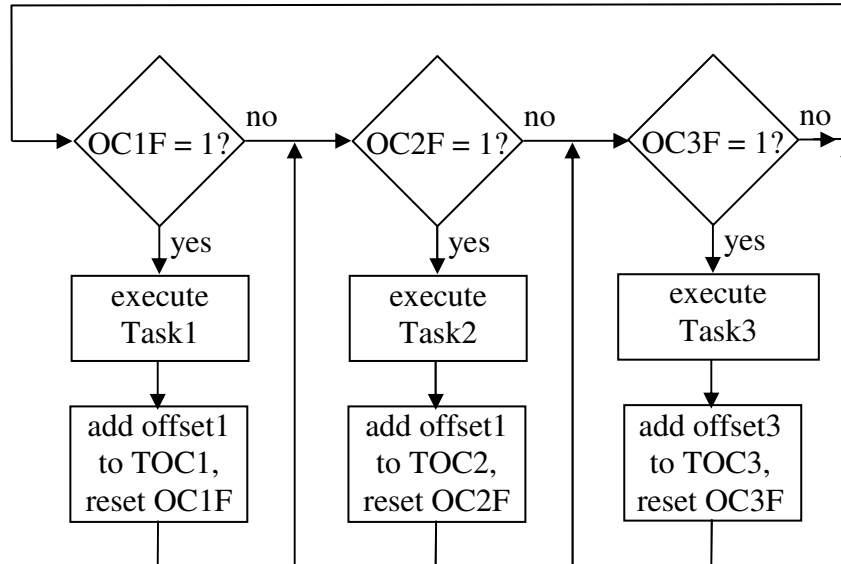 OC1F = 1?
no
yes
execute
Task1
add offset1
to TOC1,
reset OC1F
OC2F = 1?
no
yes
execute
Task2
add offset1
to TOC2,
reset OC2F
OC3F = 1?
no
yes
execute
Task3
add offset3
to TOC3,
reset OC3F